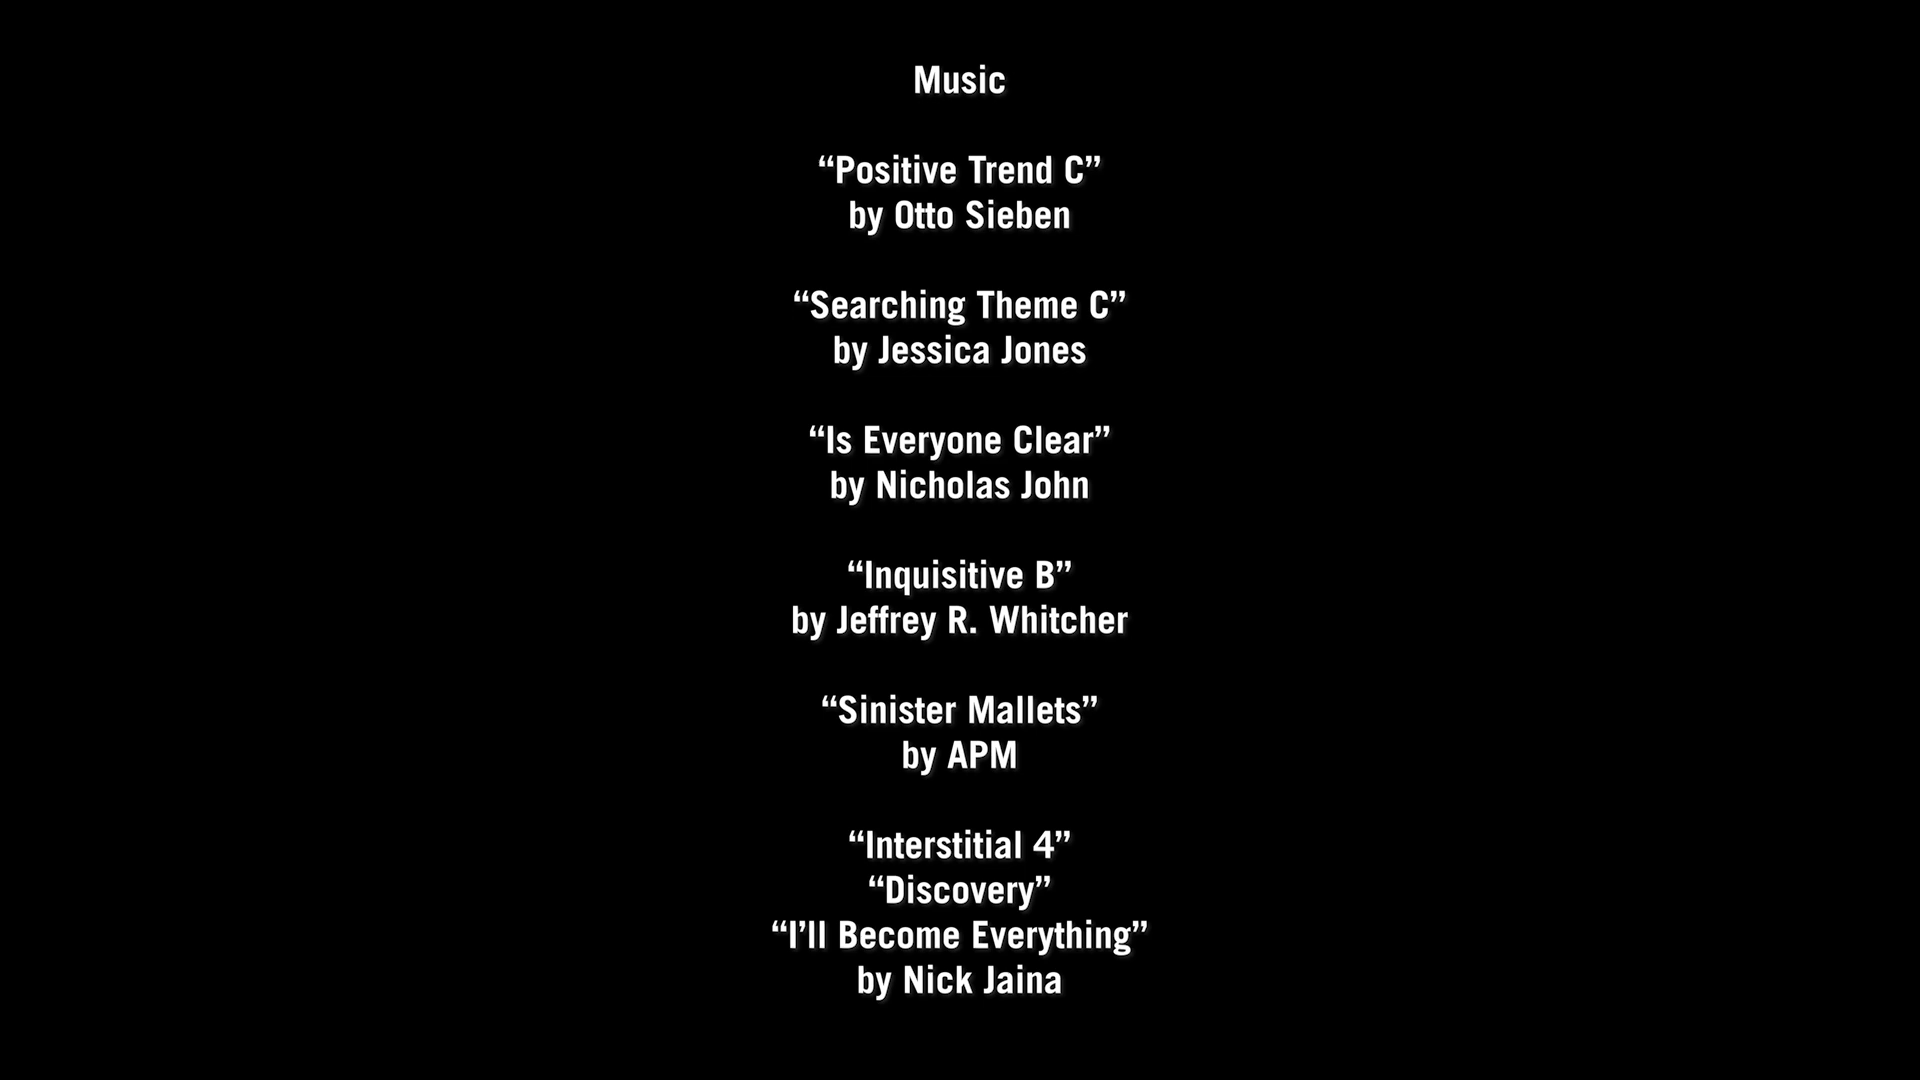 Music
“Positive Trend C”
by Otto Sieben
“Searching Theme C”
by Jessica Jones
“Is Everyone Clear”
by Nicholas John
“Inquisitive B”
by Jeffrey R. Whitcher
“Sinister Mallets”
by APM
“Interstitial 4”
“Discovery”
“I’ll Become Everything”
by Nick Jaina